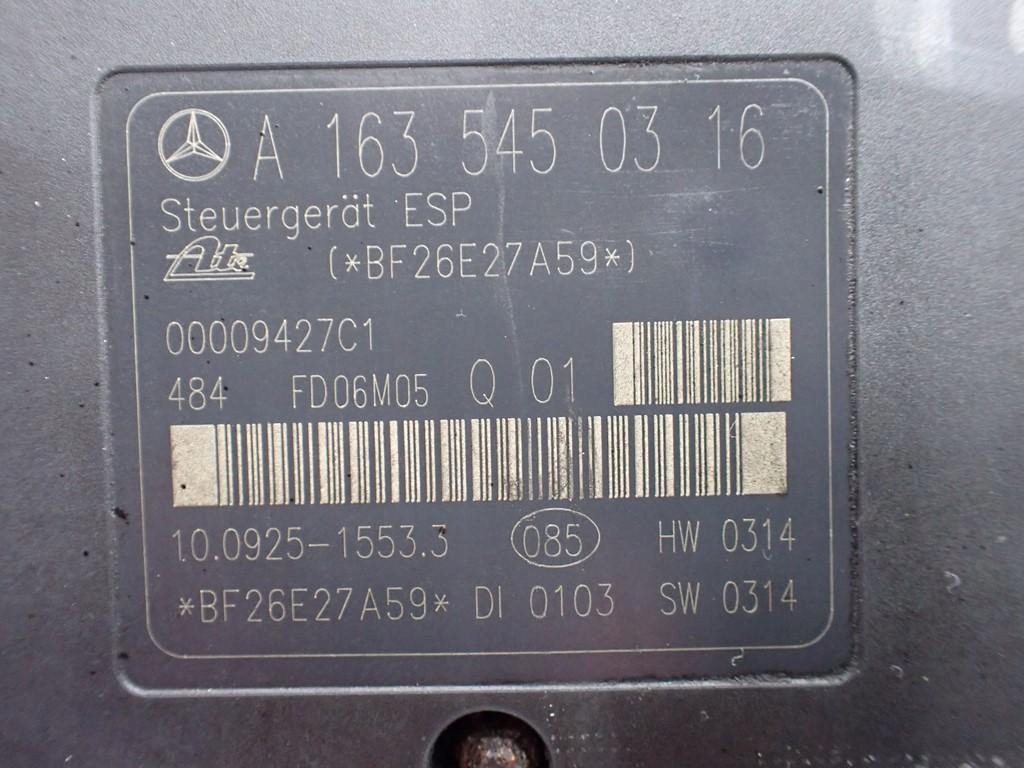 A 163 545 03 16
Steuergerät ESP
Ate (*BF26E27A59*)
00009427C1
484 FD06M05 Q 01
10.0925-1553.3 085 HW 0314
*BF26E27A59* DI 0103 SW 0314